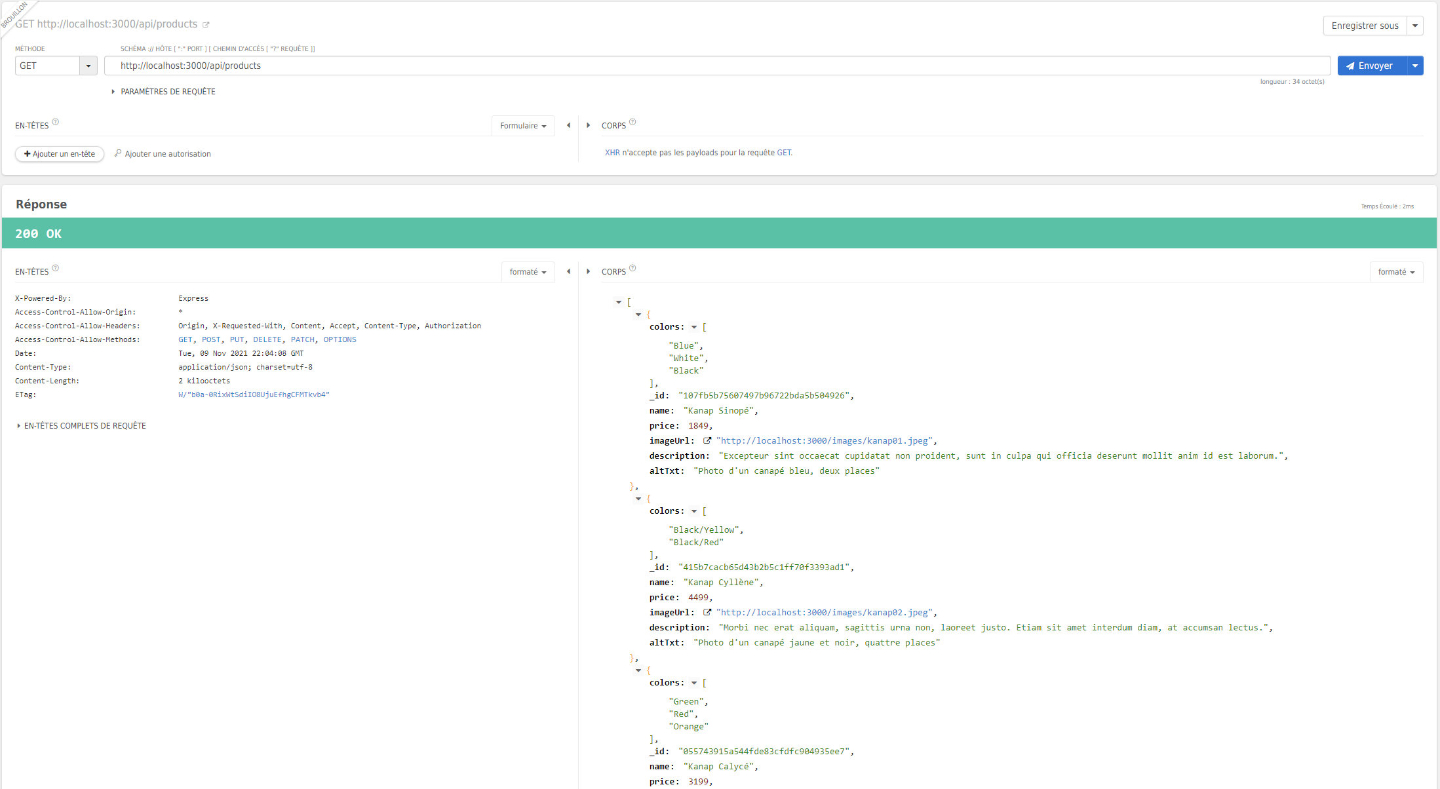 BROUILLON
GET http://localhost:3000/api/products
Enregistrer sous
MÉTHODE
SCHÉMA :// HÔTE [ ":" PORT ] [ CHEMIN D'ACCÈS [ "?" REQUÊTE ]]
GET
http://localhost:3000/api/products
Envoyer
longueur : 34 octet(s)
PARAMÈTRES DE REQUÊTE
EN-TÊTES ?
Formulaire
CORPS ?
+ Ajouter un en-tête
Ajouter une autorisation
XHR n'accepte pas les payloads pour la requête GET.
Réponse
Temps Écoulé : 2ms
200 OK
EN-TÊTES ?
formaté
CORPS ?
formaté
X-Powered-By: Express
Access-Control-Allow-Origin: *
Access-Control-Allow-Headers: Origin, X-Requested-With, Content, Accept, Content-Type, Authorization
Access-Control-Allow-Methods: GET, POST, PUT, DELETE, PATCH, OPTIONS
Date: Tue, 09 Nov 2021 22:04:08 GMT
Content-Type: application/json; charset=utf-8
Content-Length: 2 kilooctets
ETag:
EN-TÊTES COMPLETS DE REQUÊTE
[
{
colors: [
"Blue",
"White",
"Black"
],
_id: "107fb5b75607497b96722bda5b504926",
name: "Kanap Sinopé",
price: 1849,
imageUrl: "http://localhost:3000/images/kanap01.jpeg",
description: "Excepteur sint occaecat cupidatat non proident, sunt in culpa qui officia deserunt mollit anim id est laborum.",
altTxt: "Photo d'un canapé bleu, deux places"
},
{
colors: [
"Black/Yellow",
"Black/Red"
],
_id: "415b7cacb65d43b2b5c1ff70f3393ad1",
name: "Kanap Cyllène",
price: 4499,
imageUrl: "http://localhost:3000/images/kanap02.jpeg",
description: "Morbi nec erat aliquam, sagittis urna non, laoreet justo. Etiam sit amet interdum diam, at accumsan lectus.",
altTxt: "Photo d'un canapé jaune et noir, quattre places"
},
{
colors: [
"Green",
"Red",
"Orange"
],
_id: "055743915a544fde83cfdfc904935ee7",
name: "Kanap Calycé",
price: 3199,